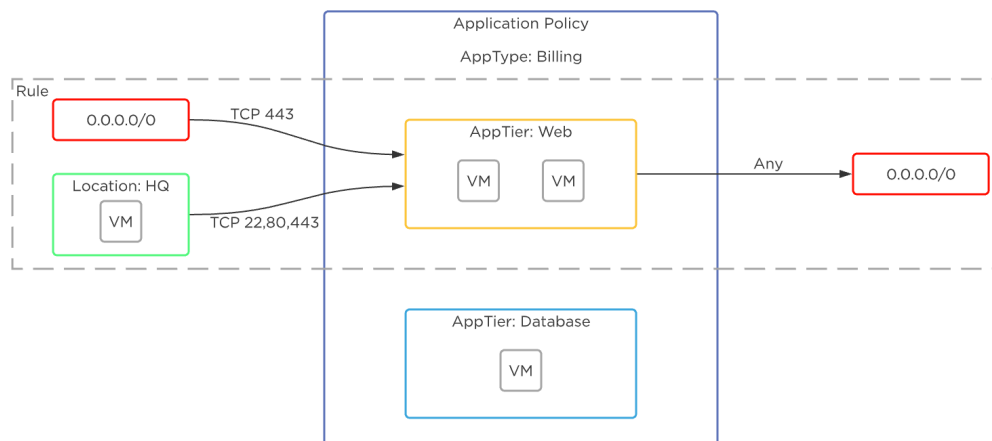 Application Policy
AppType: Billing
Rule
0.0.0.0/0
TCP 443
AppTier: Web
VM
VM
Any
0.0.0.0/0
Location: HQ
VM
TCP 22,80,443
AppTier: Database
VM